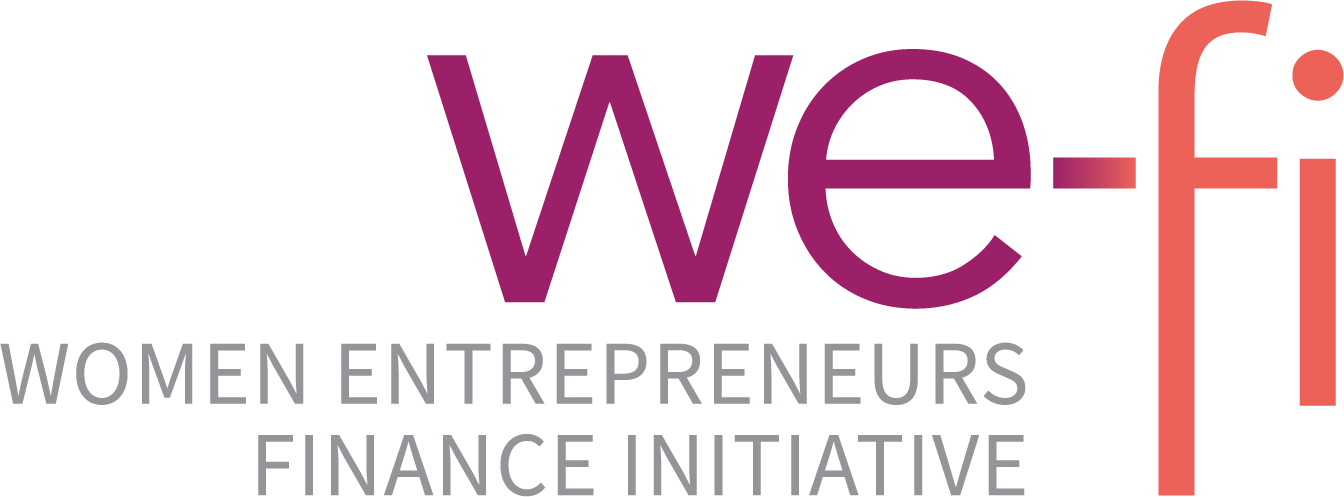 we-fi
WOMEN ENTREPRENEURS
FINANCE INITIATIVE